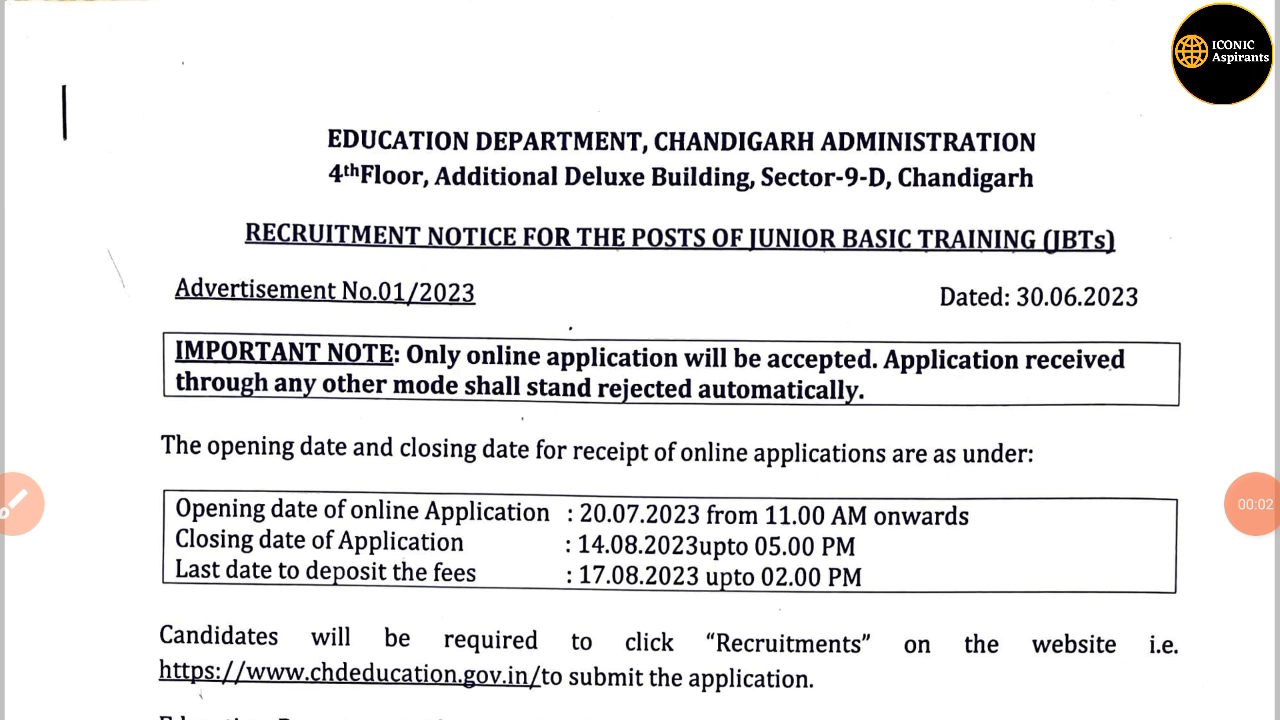 ICONIC
Aspirants
EDUCATION DEPARTMENT, CHANDIGARH ADMINISTRATION
4thFloor, Additional Deluxe Building, Sector-9-D, Chandigarh
RECRUITMENT NOTICE FOR THE POSTS OF JUNIOR BASIC TRAINING (JBTs)
Advertisement No.01/2023 Dated: 30.06.2023
IMPORTANT NOTE: Only online application will be accepted. Application received
through any other mode shall stand rejected automatically.
The opening date and closing date for receipt of online applications are as under:
Opening date of online Application : 20.07.2023 from 11.00 AM onwards
Closing date of Application : 14.08.2023upto 05.00 PM
Last date to deposit the fees : 17.08.2023 upto 02.00 PM
00:02
Candidates will be required to click “Recruitments” on the website i.e.
https://www.chdeducation.gov.in/to submit the application.